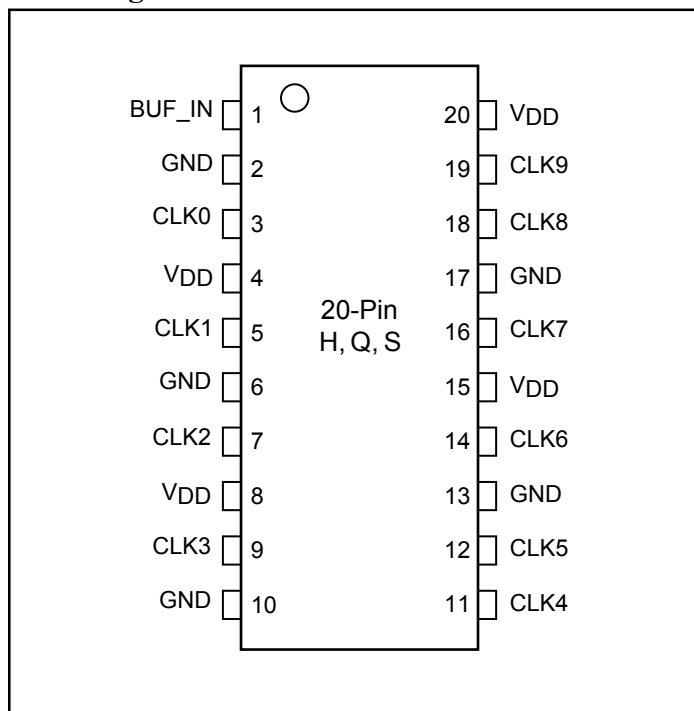 BUF_IN 1
GND 2
CLK0 3
VDD 4
CLK1 5
GND 6
CLK2 7
VDD 8
CLK3 9
GND 10
20-Pin
H, Q, S
20 VDD
19 CLK9
18 CLK8
17 GND
16 CLK7
15 VDD
14 CLK6
13 GND
12 CLK5
11 CLK4